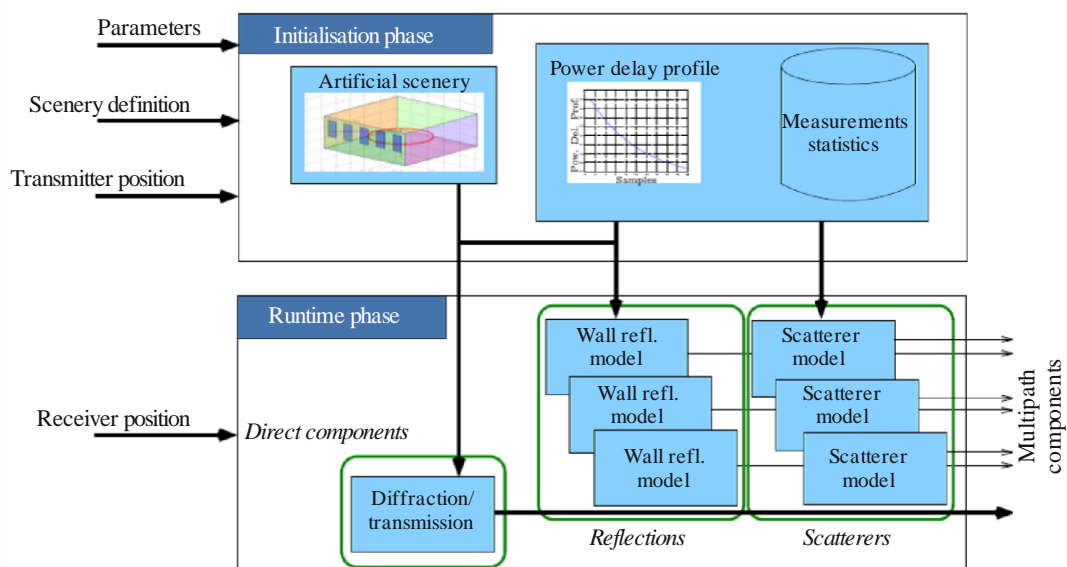 Parameters
Initialisation phase
Scenery definition
Transmitter position
Artificial scenery
Power delay profile
Pow. Del. Prof.
Samples
Measurements
statistics
Runtime phase
Receiver position
Direct components
Diffraction/
transmission
Wall refl.
model
Wall refl.
model
Wall refl.
model
Reflections
Scatterer
model
Scatterer
model
Scatterer
model
Scatterers
Multipath
components